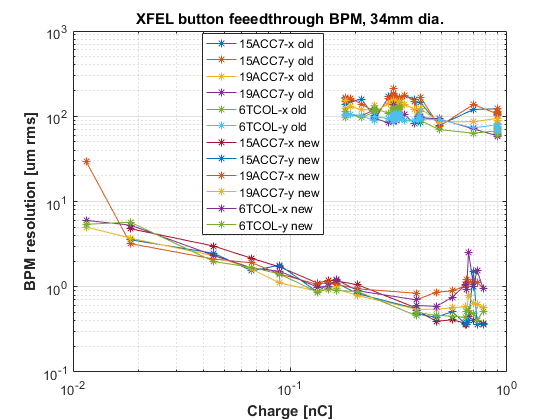 XFEL button feeedthrough BPM, 34mm dia.
10^3
10^2
10^1
10^0
10^-1
BPM resolution [um rms]
15ACC7-x old
15ACC7-y old
19ACC7-x old
19ACC7-y old
6TCOL-x old
6TCOL-y old
15ACC7-x new
15ACC7-y new
19ACC7-x new
19ACC7-y new
6TCOL-x new
6TCOL-y new
10^-2
10^-1
10^0
Charge [nC]